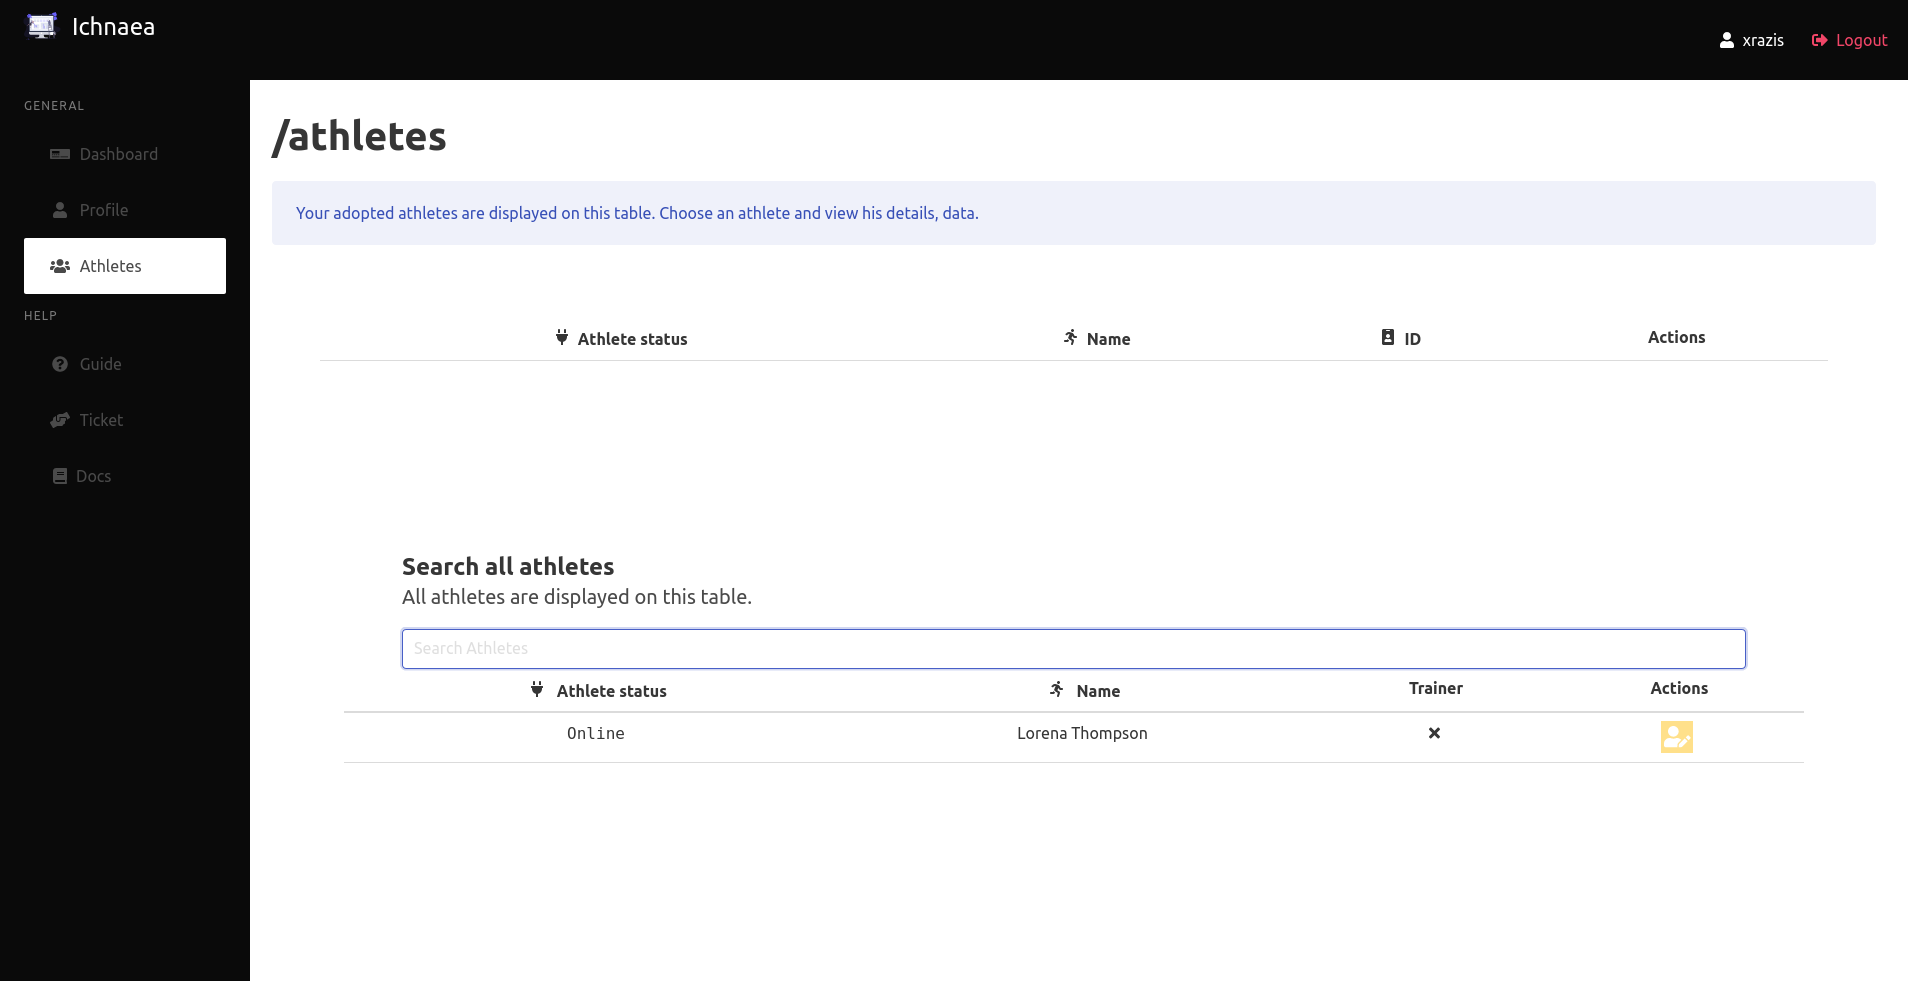 Ichnaea
xrazis
Logout
GENERAL
Dashboard
Profile
Athletes
HELP
Guide
Ticket
Docs
/athletes
Your adopted athletes are displayed on this table. Choose an athlete and view his details, data.
Athlete status Name ID Actions
Search all athletes
All athletes are displayed on this table.
Search Athletes
Athlete status Name Trainer Actions
Online Lorena Thompson